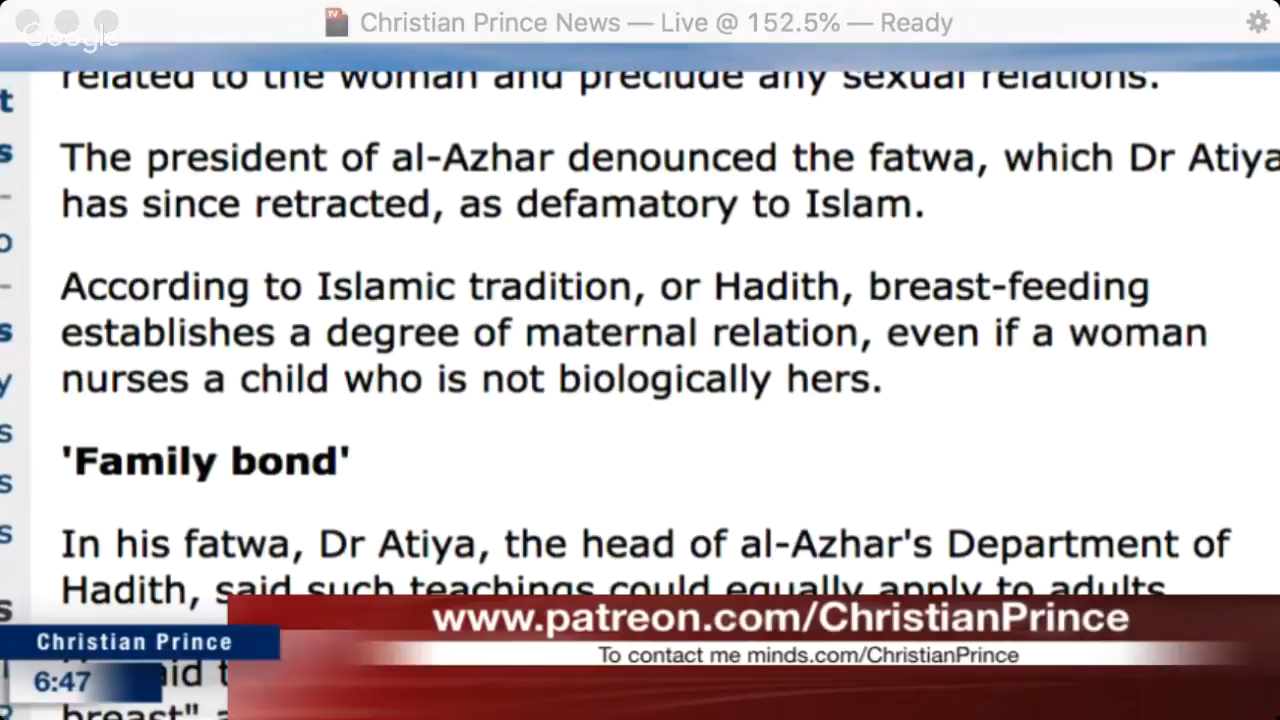 Christian Prince News — Live @ 152.5% — Ready
Google
related to the woman and preclude any sexual relations.
The president of al-Azhar denounced the fatwa, which Dr Atiya
has since retracted, as defamatory to Islam.
According to Islamic tradition, or Hadith, breast-feeding
establishes a degree of maternal relation, even if a woman
nurses a child who is not biologically hers.
'Family bond'
In his fatwa, Dr Atiya, the head of al-Azhar's Department of
Hadith, said such teachings could equally apply to adults
www.patreon.com/ChristianPrince
Christian Prince
To contact me minds.com/ChristianPrince
6:47
breast"